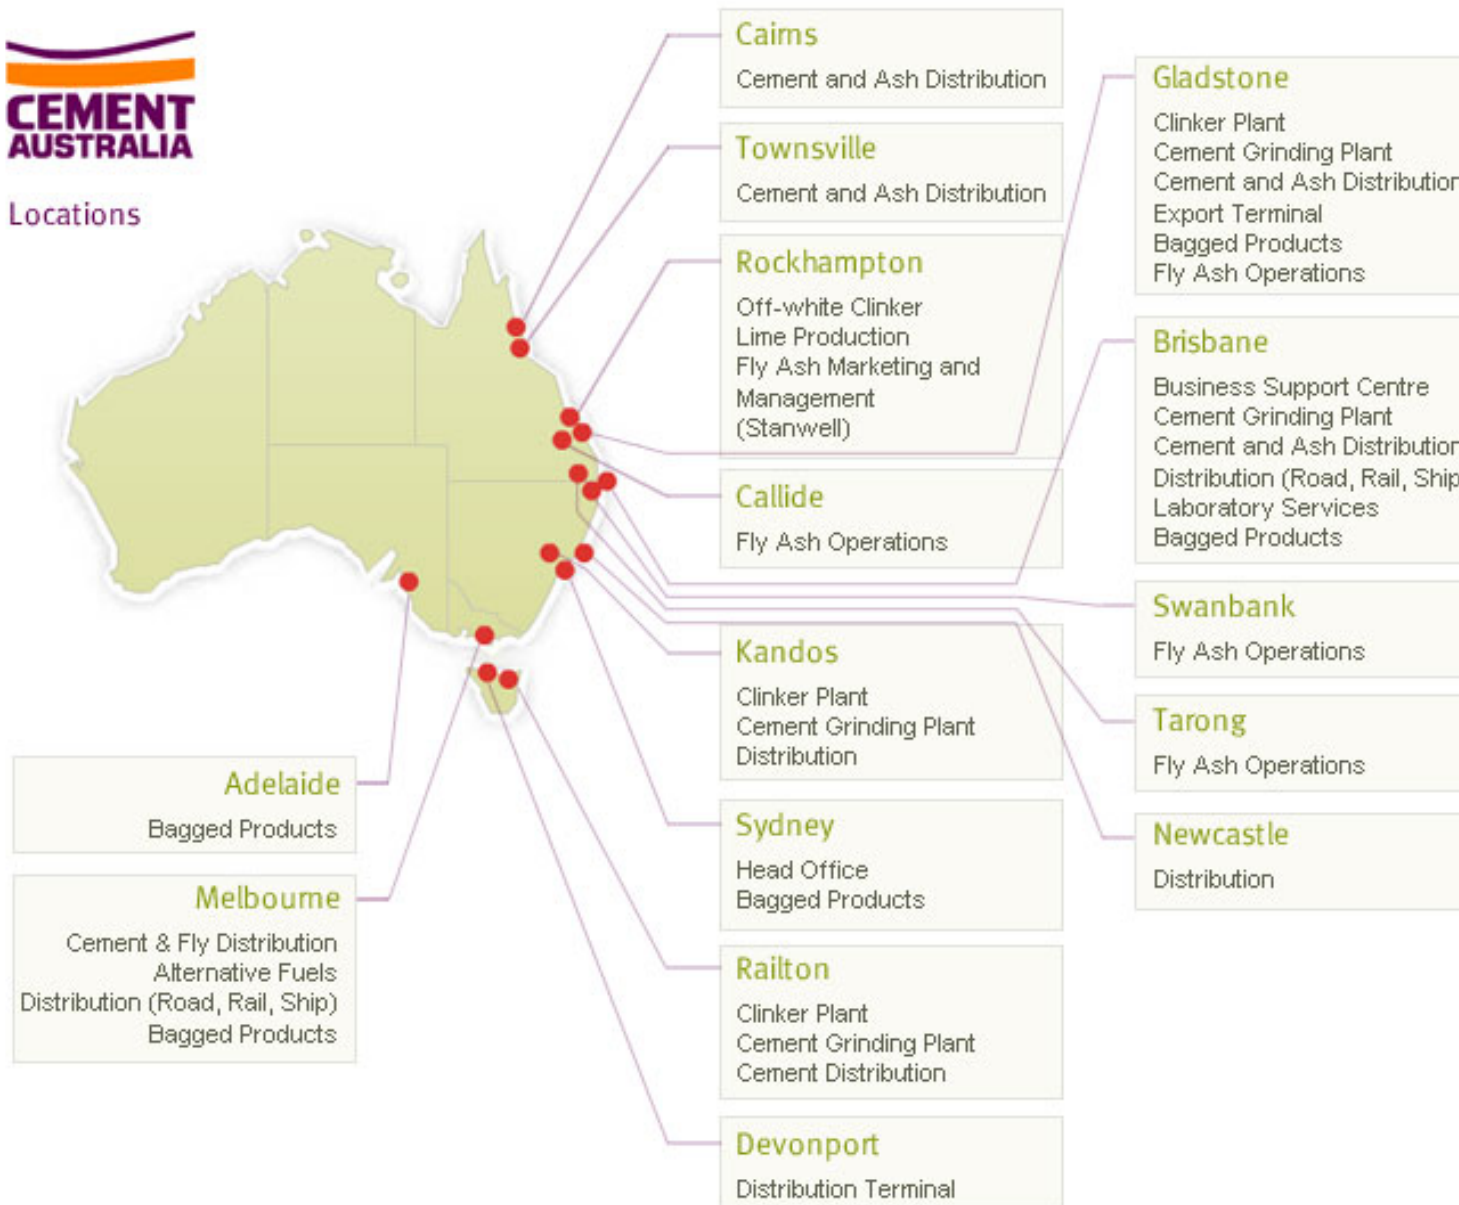 CEMENT
AUSTRALIA
Locations
Cairns
Cement and Ash Distribution
Townsville
Cement and Ash Distribution
Rockhampton
Off-white Clinker
Lime Production
Fly Ash Marketing and
Management
(Stanwell)
Callide
Fly Ash Operations
Kandos
Clinker Plant
Cement Grinding Plant
Distribution
Sydney
Head Office
Bagged Products
Railton
Clinker Plant
Cement Grinding Plant
Cement Distribution
Devonport
Distribution Terminal
Gladstone
Clinker Plant
Cement Grinding Plant
Cement and Ash Distribution
Export Terminal
Bagged Products
Fly Ash Operations
Brisbane
Business Support Centre
Cement Grinding Plant
Cement and Ash Distribution
Distribution (Road, Rail, Ship
Laboratory Services
Bagged Products
Swanbank
Fly Ash Operations
Tarong
Fly Ash Operations
Newcastle
Distribution
Adelaide
Bagged Products
Melbourne
Cement & Fly Distribution
Alternative Fuels
Distribution (Road, Rail, Ship)
Bagged Products